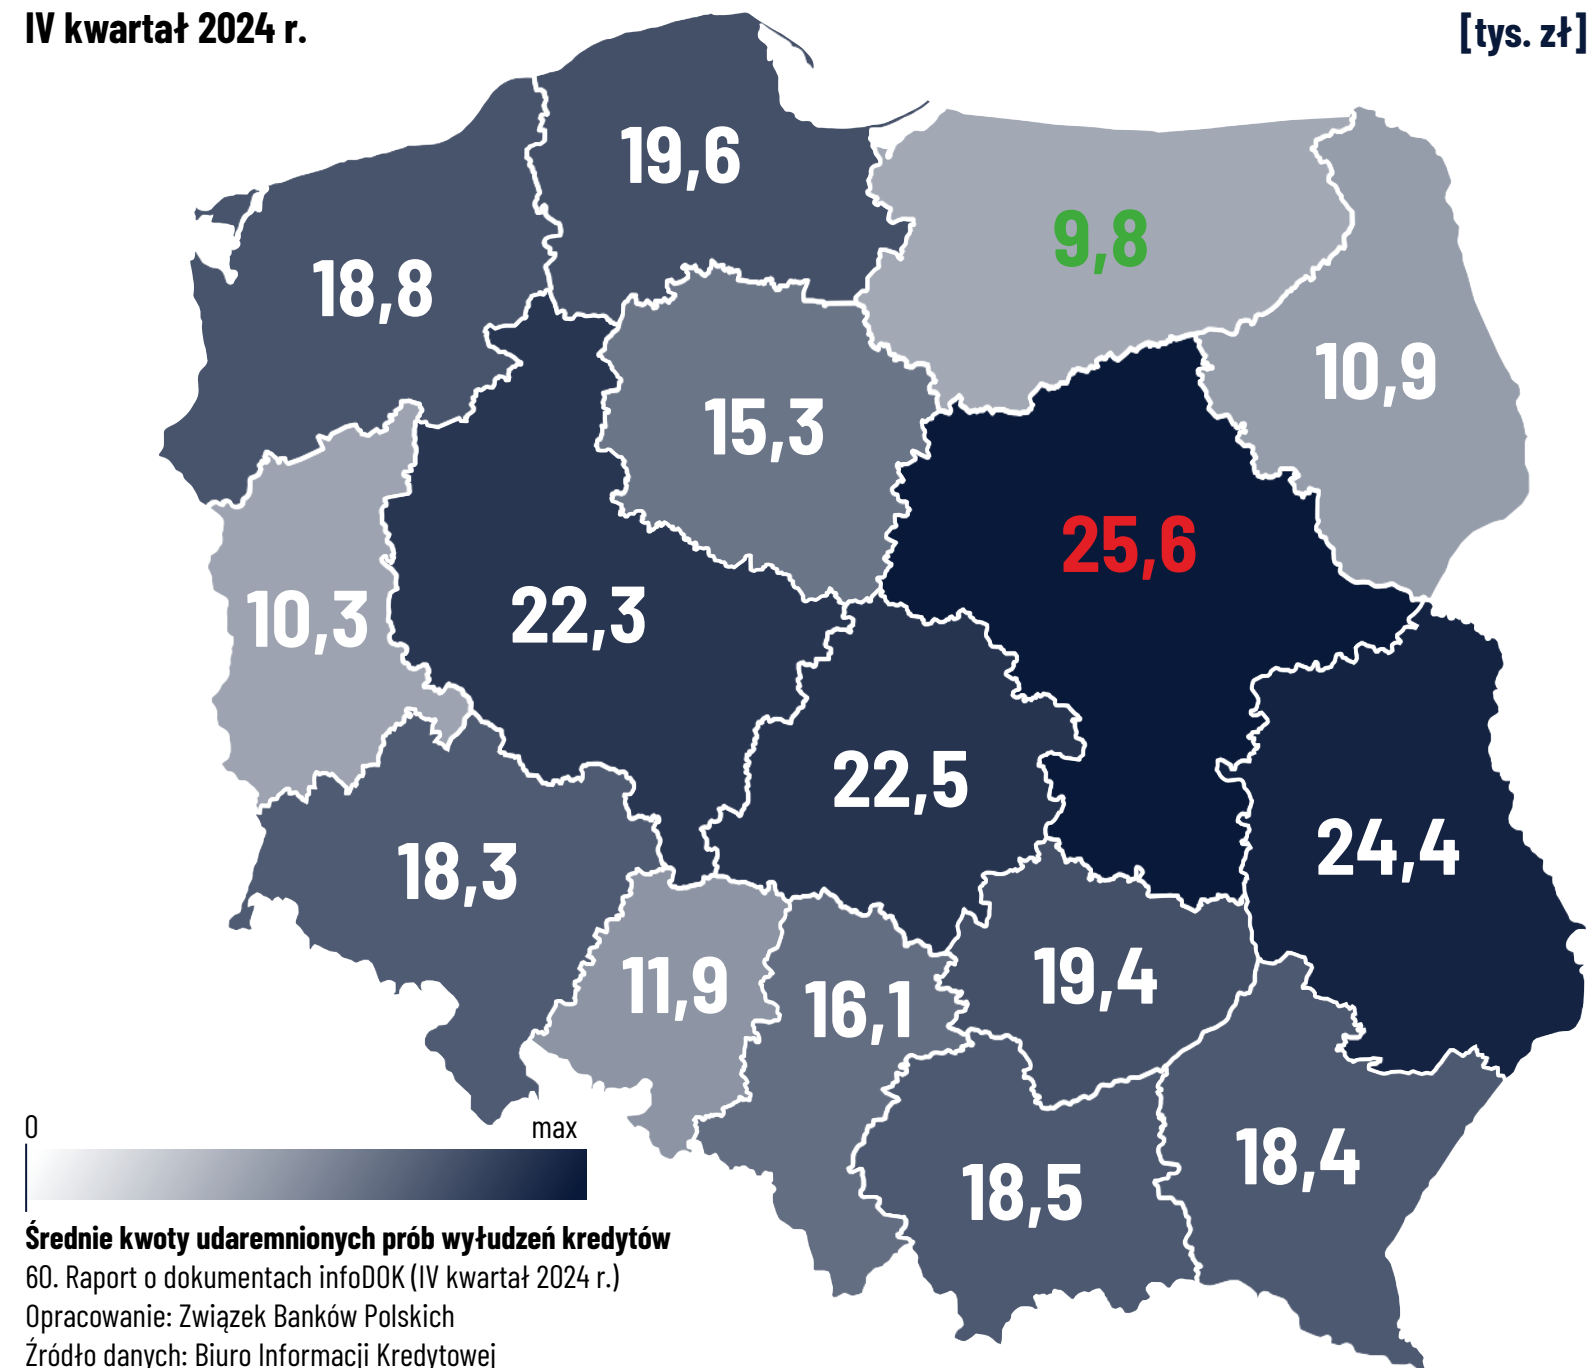 IV kwartał 2024 r.
[tys. zł]
19,6
9,8
18,8
10,9
15,3
25,6
10,3
22,3
22,5
24,4
18,3
19,4
11,9
16,1
18,4
18,5
0
max
Średnie kwoty udaremnionych prób wyłudzeń kredytów
60. Raport o dokumentach infoDOK (IV kwartał 2024 r.)
Opracowanie: Związek Banków Polskich
Źródło danych: Biuro Informacji Kredytowej